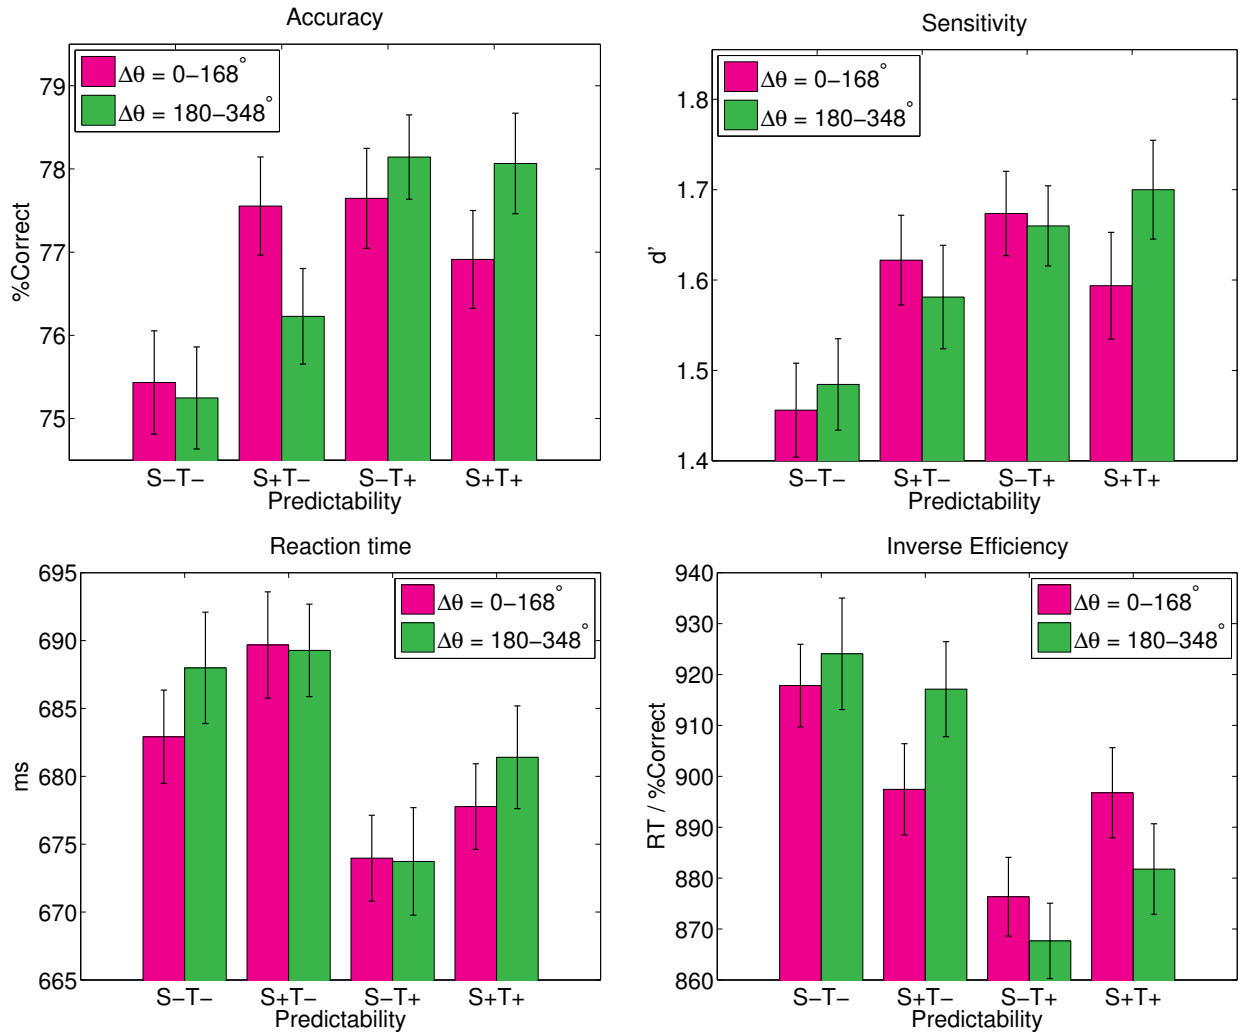 Accuracy
Δθ = 0−168°
Δθ = 180−348°
79
78
77
76
75
%Correct
S−T−
S+T−
S−T+
S+T+
Predictability
Sensitivity
Δθ = 0−168°
Δθ = 180−348°
1.8
1.7
1.6
1.5
1.4
d'
S−T−
S+T−
S−T+
S+T+
Predictability
Reaction time
Δθ = 0−168°
Δθ = 180−348°
695
690
685
680
675
670
665
ms
S−T−
S+T−
S−T+
S+T+
Predictability
Inverse Efficiency
Δθ = 0−168°
Δθ = 180−348°
940
930
920
910
900
890
880
870
860
RT / %Correct
S−T−
S+T−
S−T+
S+T+
Predictability